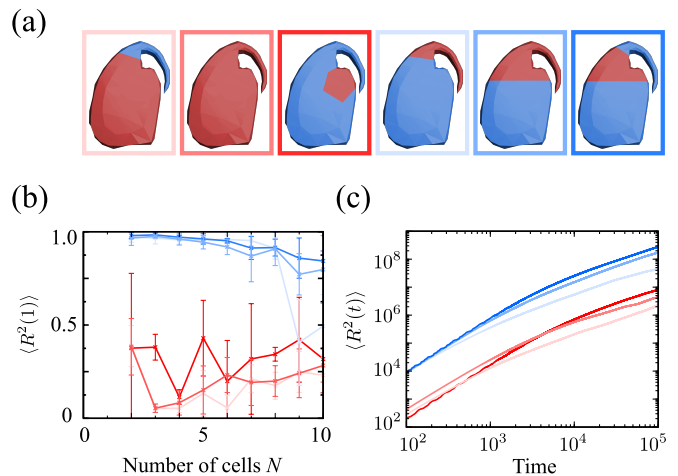 (a)
(b)
1.0
0.5
0
0
5
10
⟨R²(1)⟩
Number of cells N
(c)
10⁸
10⁶
10⁴
10²
10²
10³
10⁴
10⁵
⟨R²(t)⟩
Time